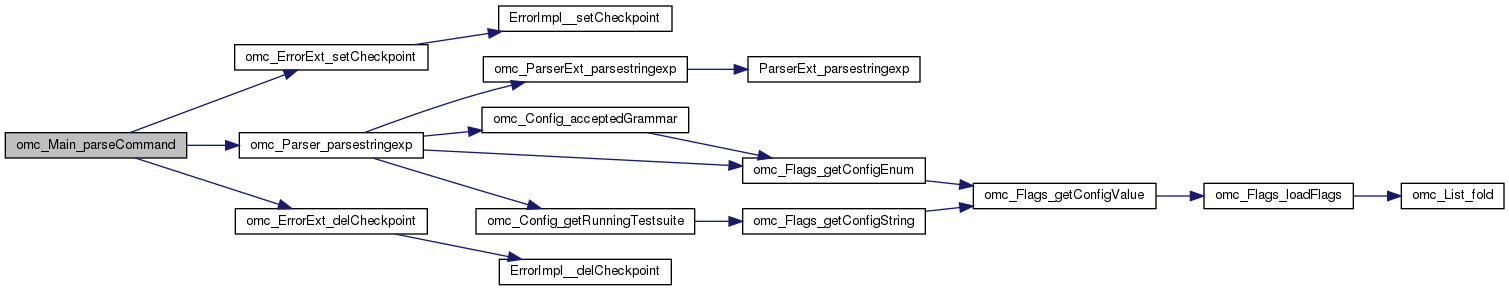 ErrorImpl__setCheckpoint
omc_ErrorExt_setCheckpoint
omc_ParserExt_parsestringexp
ParserExt_parsestringexp
omc_Config_acceptedGrammar
omc_Main_parseCommand
omc_Parser_parsestringexp
omc_Flags_getConfigEnum
omc_Flags_getConfigValue
omc_Flags_loadFlags
omc_List_fold
omc_ErrorExt_delCheckpoint
omc_Config_getRunningTestsuite
omc_Flags_getConfigString
ErrorImpl__delCheckpoint